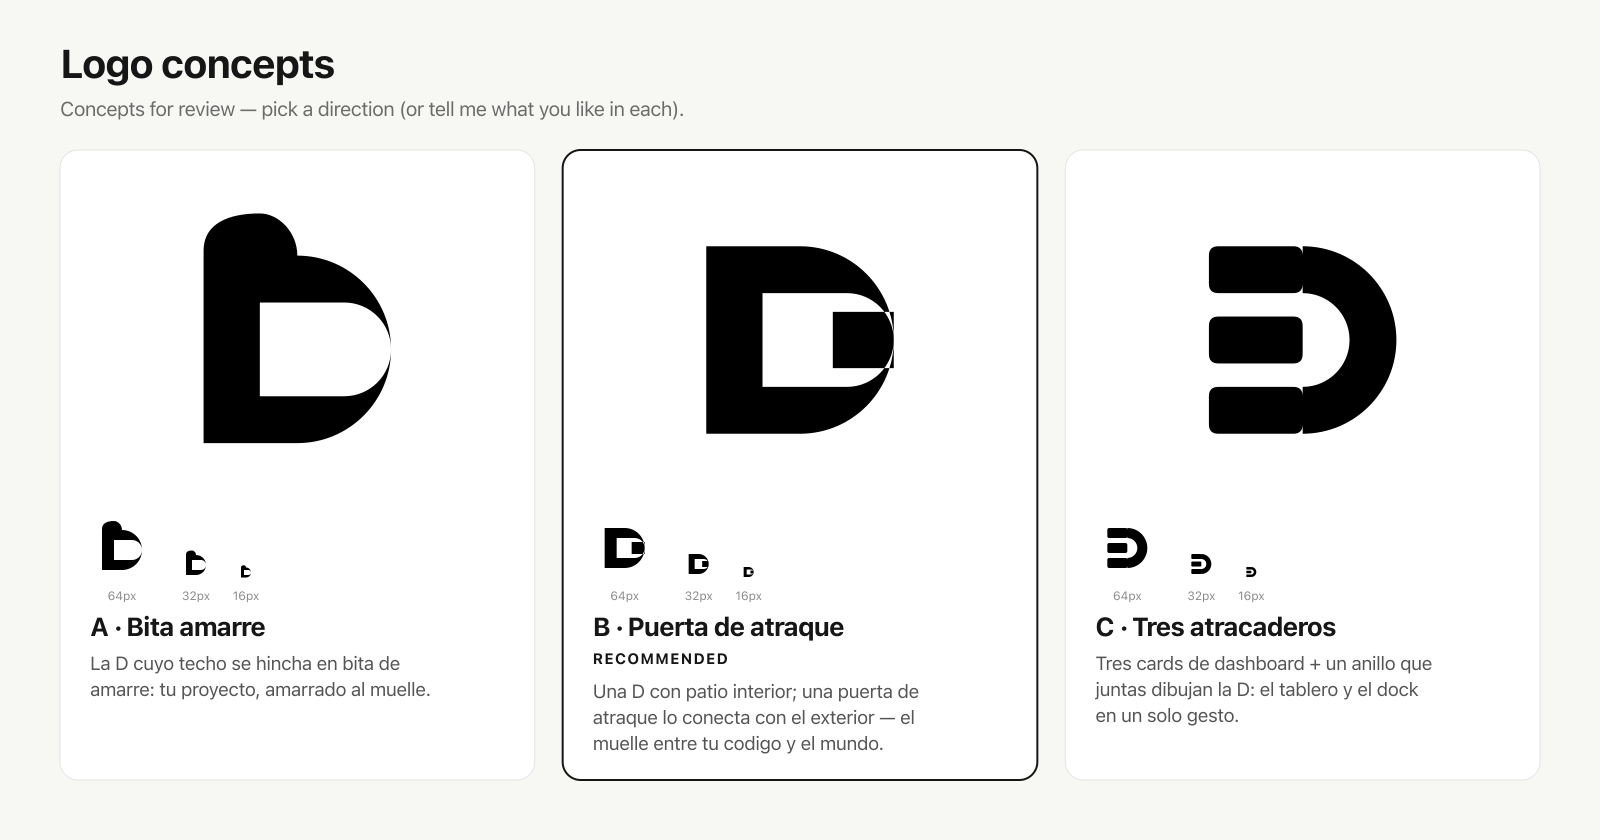 Logo concepts
Concepts for review — pick a direction (or tell me what you like in each).
64px
32px
16px
A · Bita amarre
La D cuyo techo se hincha en bita de
amarre: tu proyecto, amarrado al muelle.
64px
32px
16px
B · Puerta de atraque
RECOMMENDED
Una D con patio interior; una puerta de
atraque lo conecta con el exterior — el
muelle entre tu codigo y el mundo.
64px
32px
16px
C · Tres atracaderos
Tres cards de dashboard + un anillo que
juntas dibujan la D: el tablero y el dock
en un solo gesto.